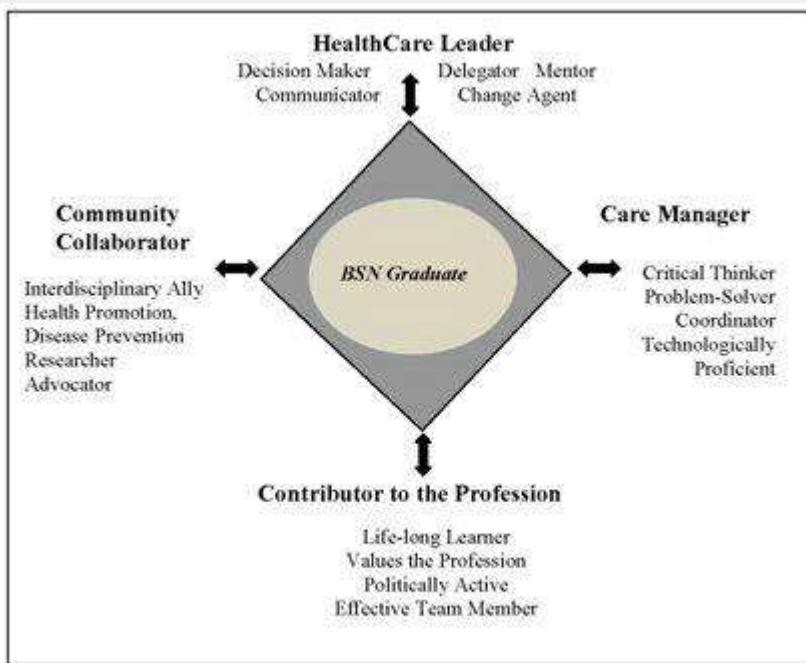 HealthCare Leader
Decision Maker Delegator Mentor
Communicator Change Agent
Community
Collaborator
Interdisciplinary Ally
Health Promotion,
Disease Prevention
Researcher
Advocator
BSN Graduate
Care Manager
Critical Thinker
Problem-Solver
Coordinator
Technologically
Proficient
Contributor to the Profession
Life-long Learner
Values the Profession
Politically Active
Effective Team Member